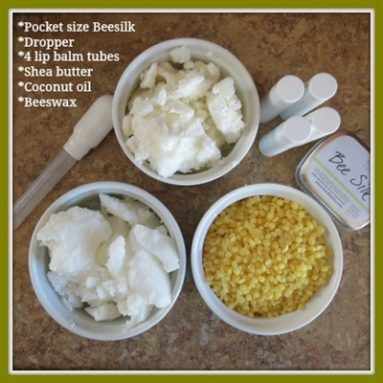 *Pocket size Beesilk
*Dropper
*4 lip balm tubes
*Shea butter
*Coconut oil
*Beeswax
Bee Silk